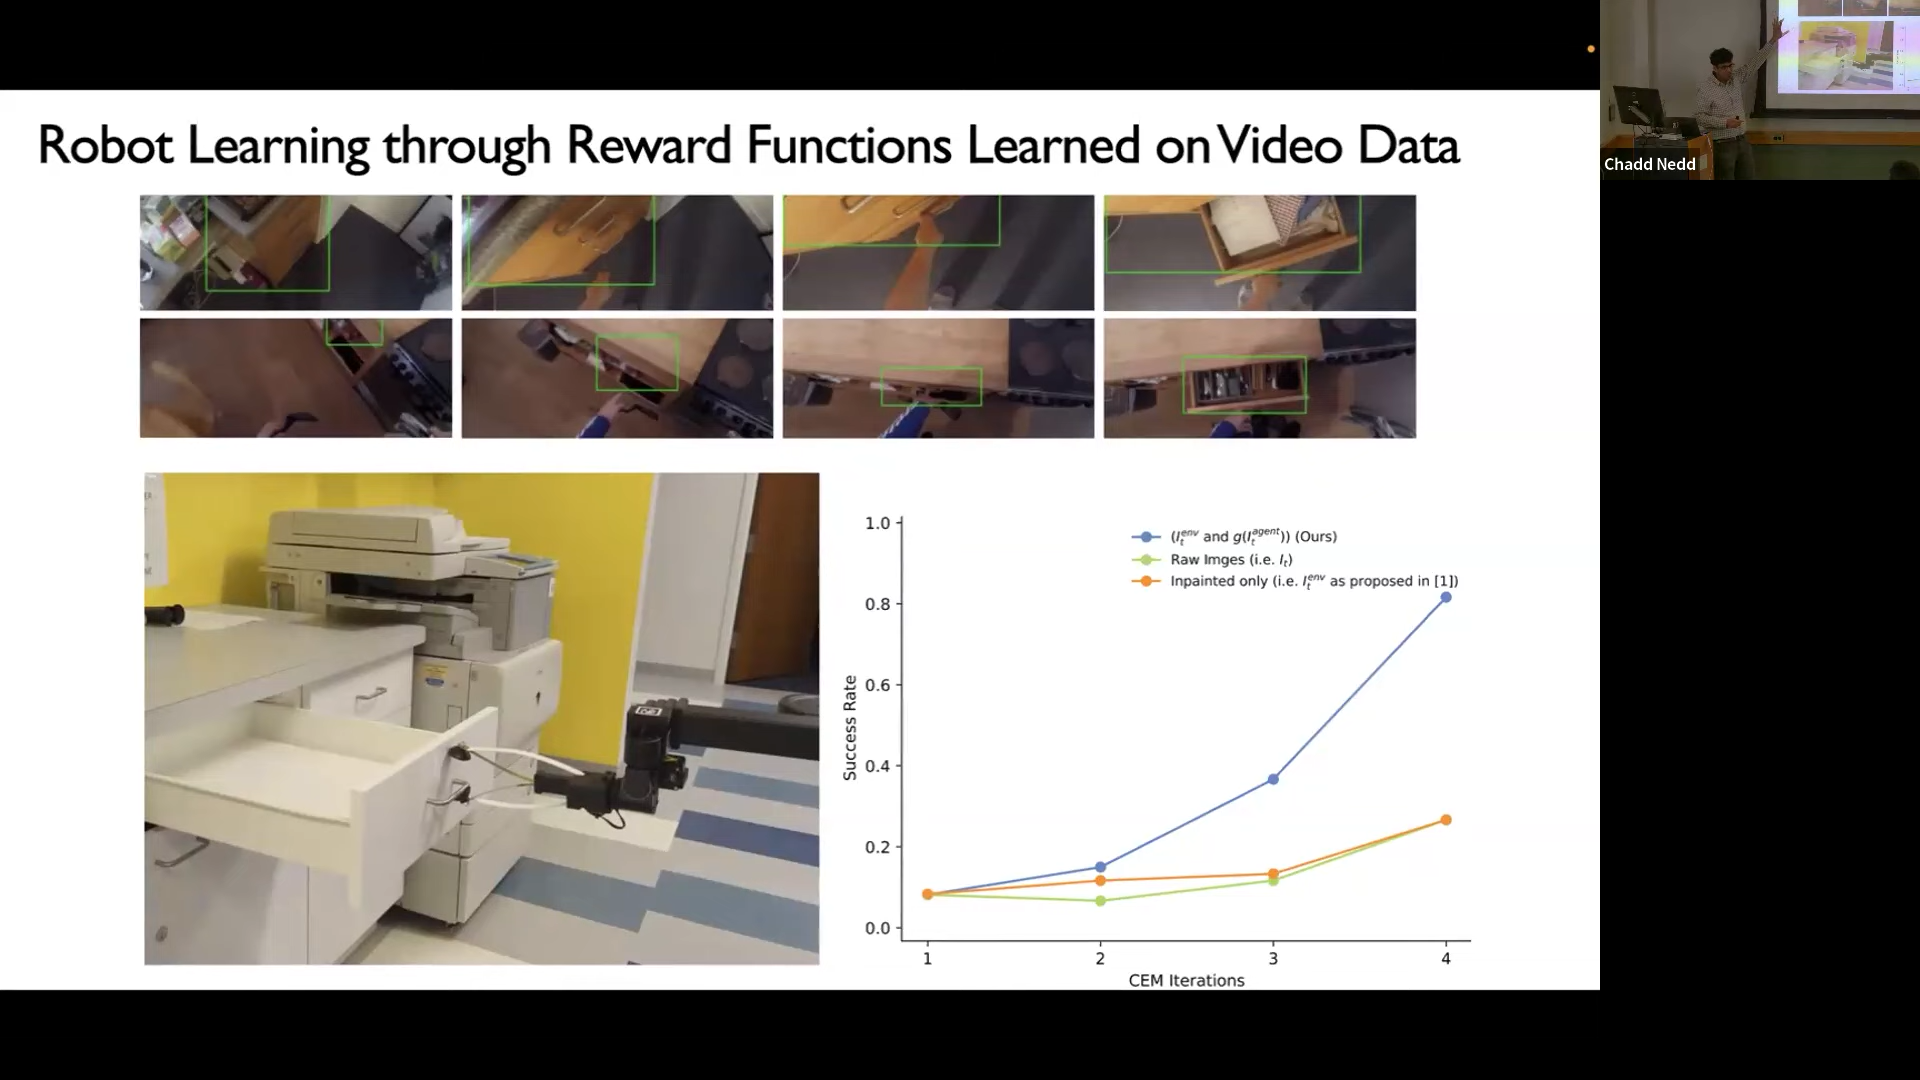 Robot Learning through Reward Functions Learned on Video Data
Chadd Nedd
1.0
0.8
0.6
0.4
0.2
0.0
Success Rate
(I_t^{env} and g(I_t^{agent})) (Ours)
Raw Imges (i.e. I_t)
Inpainted only (i.e. I_t^{env} as proposed in [1])
1 2 3 4
CEM Iterations